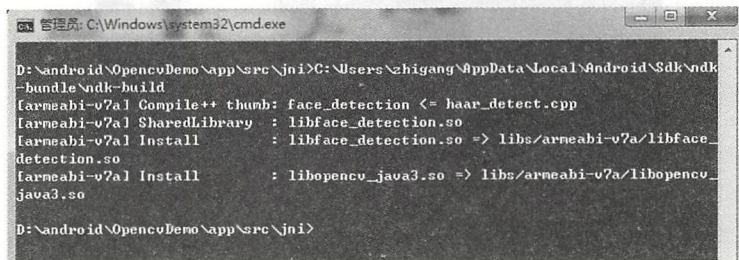 管理员: C:\Windows\system32\cmd.exe
D:\android\OpencvDemo\app\src\jni>C:\Users\zhigang\AppData\Local\Android\Sdk\ndk
-bundle\ndk-build
[armeabi-v7a] Compile++ thumb: face_detection <= haar_detect.cpp
[armeabi-v7a] SharedLibrary  : libface_detection.so
[armeabi-v7a] Install        : libface_detection.so => libs/armeabi-v7a/libface_
detection.so
[armeabi-v7a] Install        : libopencv_java3.so => libs/armeabi-v7a/libopencv_
java3.so
D:\android\OpencvDemo\app\src\jni>